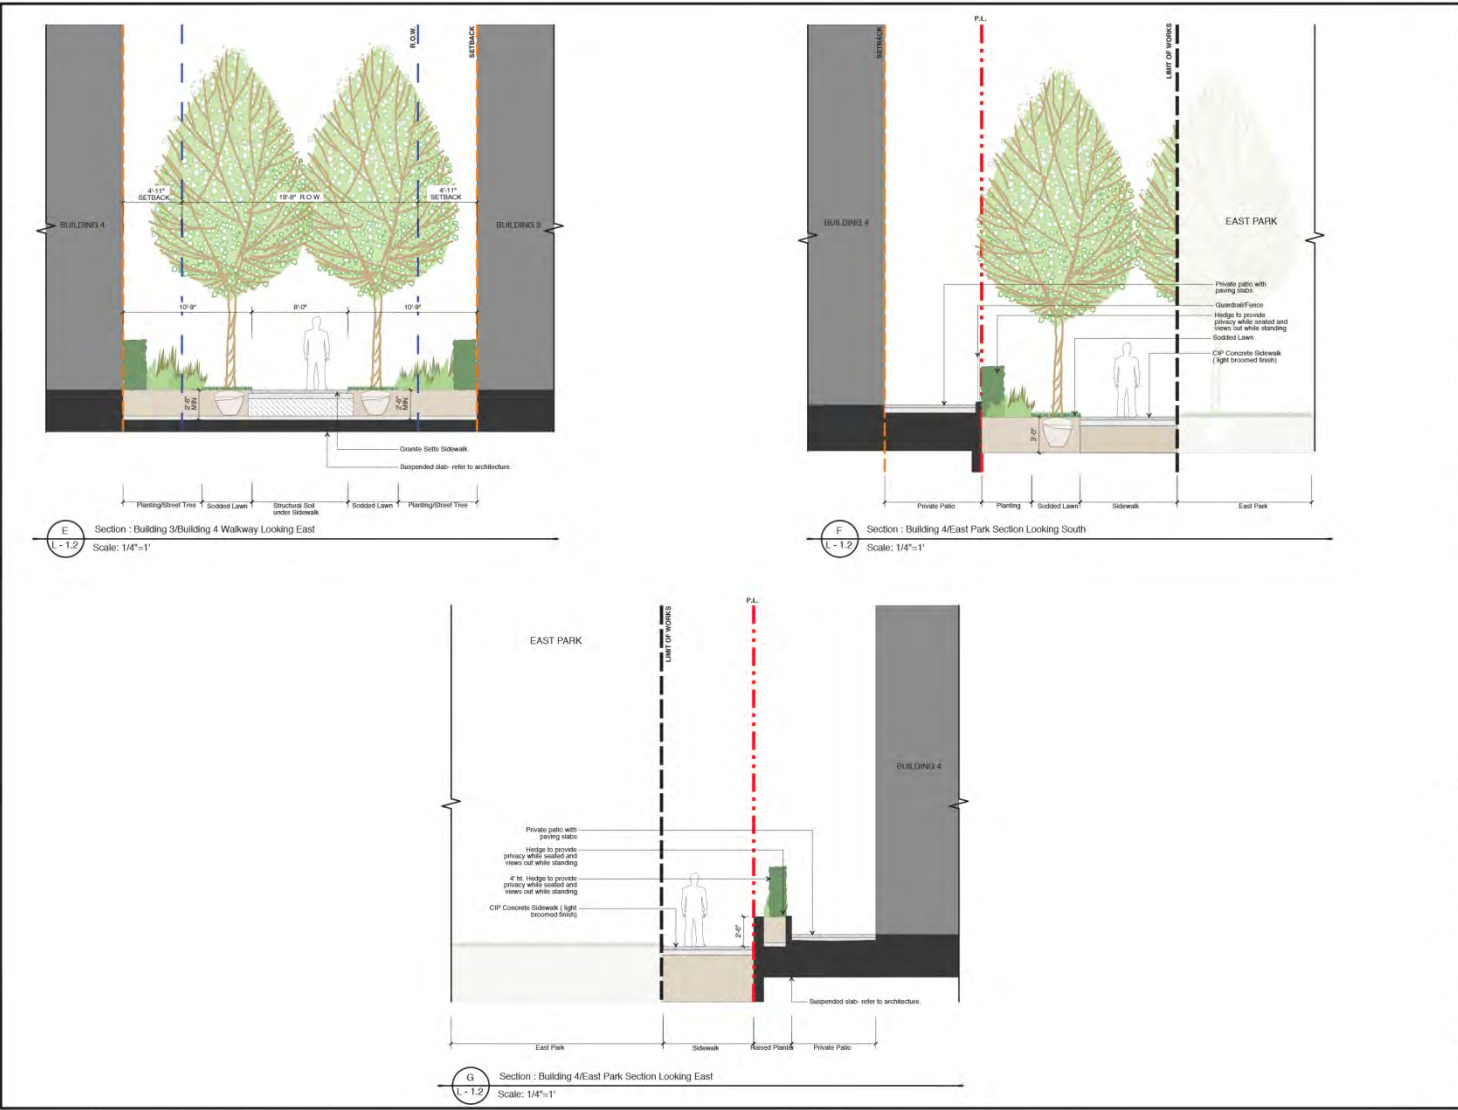 R.O.W.
SETBACK
4'-11"
SETBACK
19'-8" R.O.W.
4'-11"
SETBACK
BUILDING 4
BUILDING 3
10'-9"
8'-0"
10'-9"
2'-6"
MIN
2'-6"
MIN
Granite Setts Sidewalk
Suspended slab- refer to architecture.
Planting/Street Tree
Sodded Lawn
Structural Soil
under Sidewalk
Sodded Lawn
Planting/Street Tree
E
L - 1.2
Section : Building 3/Building 4 Walkway Looking East
Scale: 1/4"=1'
SETBACK
P.L.
LIMIT OF WORKS
BUILDING 4
EAST PARK
Private patio with
paving slabs
Guardrail/Fence
Hedge to provide
privacy while seated and
views out while standing
Sodded Lawn
CIP Concrete Sidewalk
( light broomed finish)
Private Patio
Planting
Sodded Lawn
Sidewalk
East Park
F
L - 1.2
Section : Building 4/East Park Section Looking South
Scale: 1/4"=1'
EAST PARK
LIMIT OF WORKS
P.L.
BUILDING 4
Private patio with
paving slabs
Hedge to provide
privacy while seated and
views out while standing
4' ht. Hedge to provide
privacy while seated and
views out while standing
CIP Concrete Sidewalk ( light
broomed finish)
2'-6"
Suspended slab- refer to architecture.
East Park
Sidewalk
Raised Planter
Private Patio
G
L - 1.2
Section : Building 4/East Park Section Looking East
Scale: 1/4"=1'